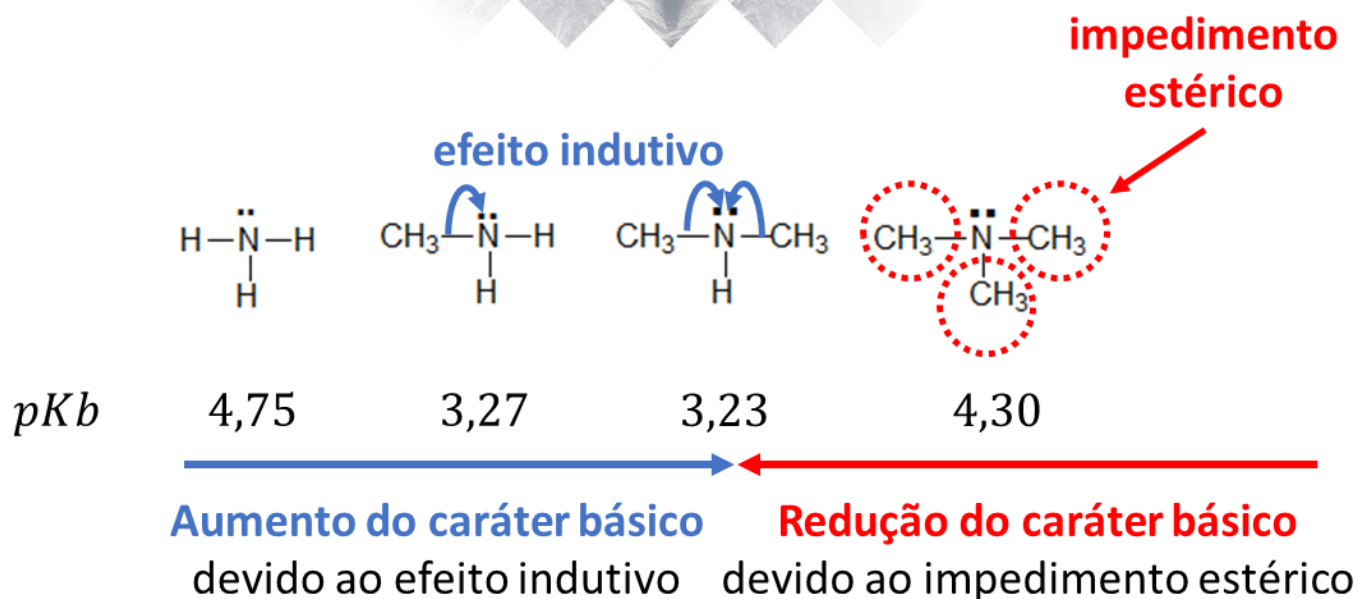 impedimento
estérico
efeito indutivo
H–N̈–H
H
CH₃–N̈–H
H
CH₃–N̈–CH₃
H
CH₃–N̈–CH₃
CH₃
pKb 4,75 3,27 3,23 4,30
Aumento do caráter básico
devido ao efeito indutivo
Redução do caráter básico
devido ao impedimento estérico